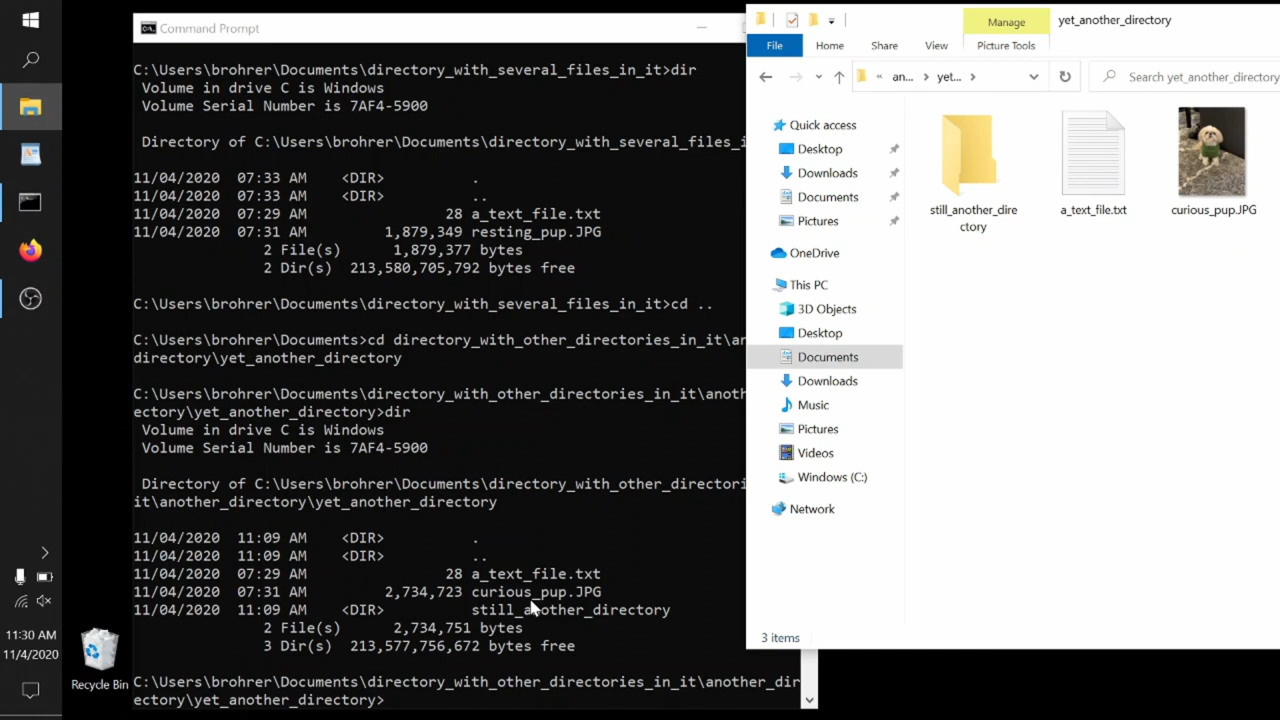 Command Prompt
C:\Users\brohrer\Documents\directory_with_several_files_in_it>dir
Volume in drive C is Windows
Volume Serial Number is 7AF4-5900
Directory of C:\Users\brohrer\Documents\directory_with_several_files_i
11/04/2020 07:33 AM <DIR> .
11/04/2020 07:33 AM <DIR> ..
11/04/2020 07:29 AM 28 a_text_file.txt
11/04/2020 07:31 AM 1,879,349 resting_pup.JPG
2 File(s) 1,879,377 bytes
2 Dir(s) 213,580,705,792 bytes free
C:\Users\brohrer\Documents\directory_with_several_files_in_it>cd ..
C:\Users\brohrer\Documents>cd directory_with_other_directories_in_it\an
directory\yet_another_directory
C:\Users\brohrer\Documents\directory_with_other_directories_in_it\anoth
ectory\yet_another_directory>dir
Volume in drive C is Windows
Volume Serial Number is 7AF4-5900
Directory of C:\Users\brohrer\Documents\directory_with_other_directori
it\another_directory\yet_another_directory
11/04/2020 11:09 AM <DIR> .
11/04/2020 11:09 AM <DIR> ..
11/04/2020 07:29 AM 28 a_text_file.txt
11/04/2020 07:31 AM 2,734,723 curious_pup.JPG
11/04/2020 11:09 AM <DIR> still_another_directory
2 File(s) 2,734,751 bytes
3 Dir(s) 213,577,756,672 bytes free
C:\Users\brohrer\Documents\directory_with_other_directories_in_it\another_dir
ectory\yet_another_directory>
Manage yet_another_directory
File Home Share View Picture Tools
« an... > yet... >
Search yet_another_directory
Quick access
Desktop
Downloads
Documents
Pictures
OneDrive
This PC
3D Objects
Desktop
Documents
Downloads
Music
Pictures
Videos
Windows (C:)
Network
still_another_dire
ctory
a_text_file.txt
curious_pup.JPG
3 items
11:30 AM
11/4/2020
Recycle Bin